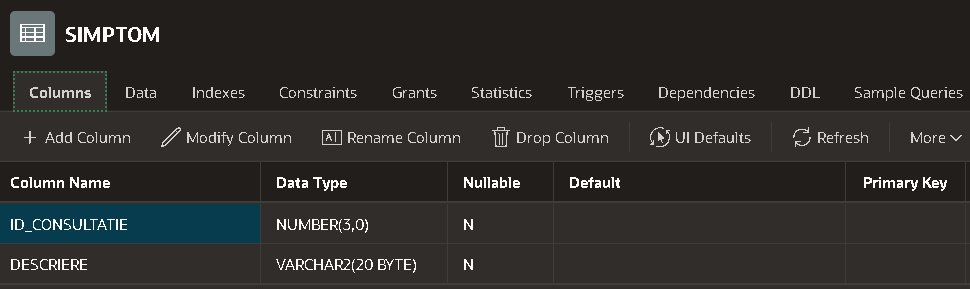 SIMPTOM
Columns Data Indexes Constraints Grants Statistics Triggers Dependencies DDL Sample Queries
Add Column Modify Column Rename Column Drop Column UI Defaults Refresh More
Column Name Data Type Nullable Default Primary Key
ID_CONSULTATIE NUMBER(3,0) N
DESCRIERE VARCHAR2(20 BYTE) N